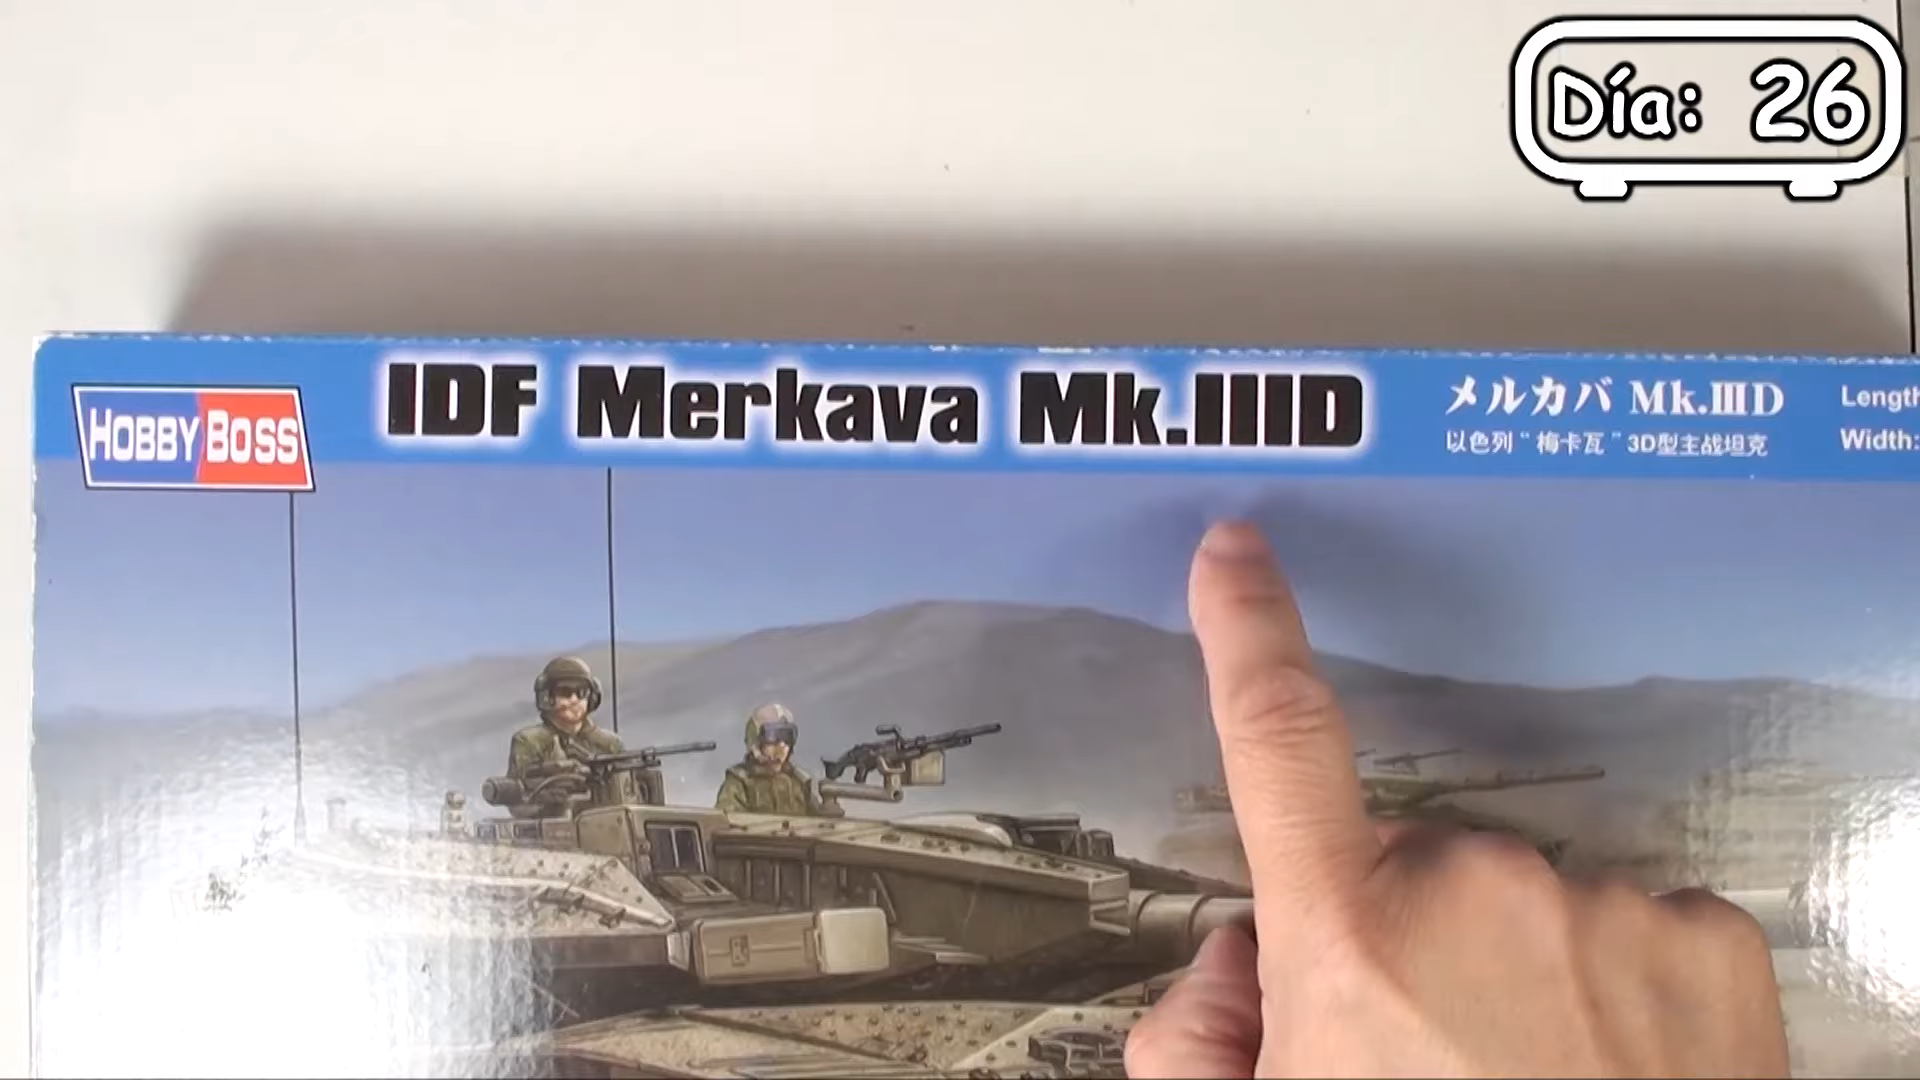 Día: 26
IDF Merkava Mk.IIID
HOBBY BOSS
メルカバ Mk.ⅢD
以色列“梅卡瓦”3D型主战坦克
Length
Width: